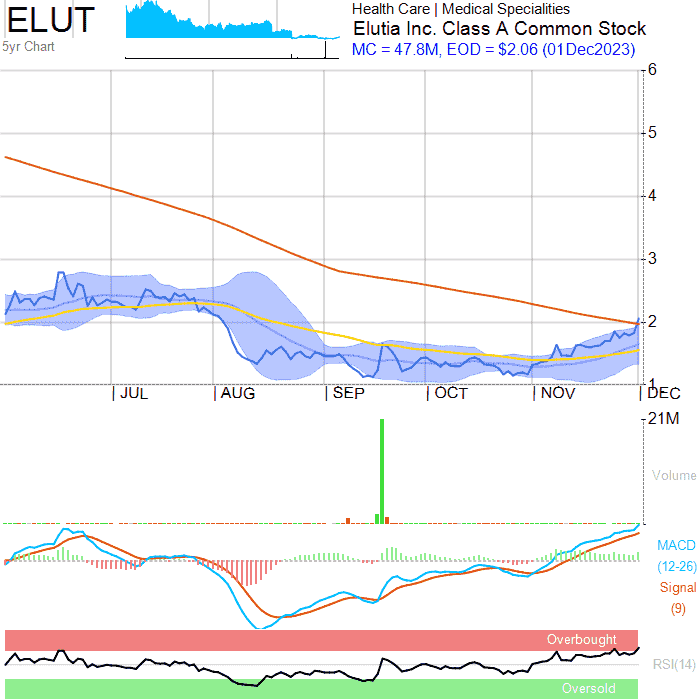 ELUT
5yr Chart
Health Care | Medical Specialities
Elutia Inc. Class A Common Stock
MC = 47.8M, EOD = $2.06 (01Dec2023)
6
5
4
3
2
1
| JUL | AUG | SEP | OCT | NOV | DEC
21M
Volume
MACD
(12-26)
Signal
(9)
Overbought
RSI(14)
Oversold